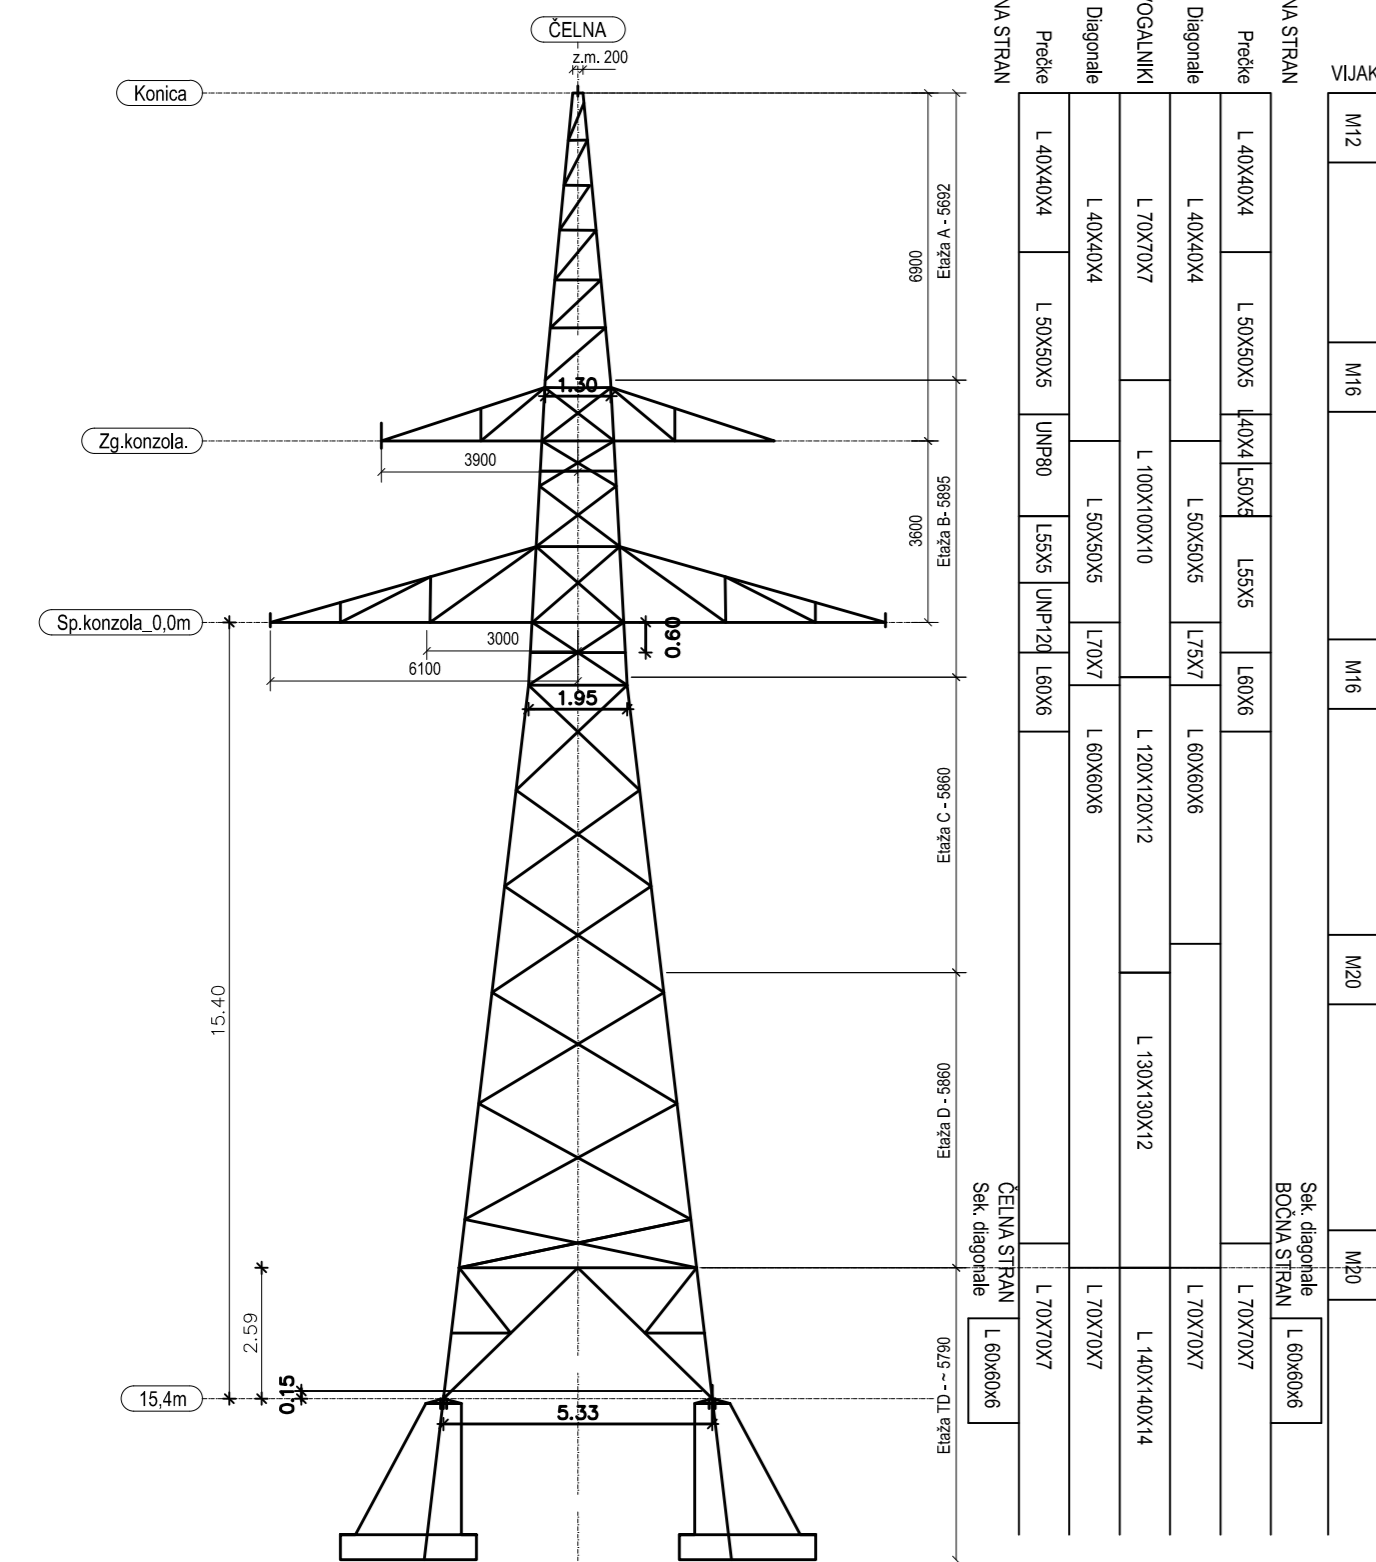 ČELNA
z.m. 200
Konica
Zg.konzola.
Sp.konzola_0,0m
15,4m
1.30
3900
3000
6100
0.60
1.95
15.40
2.59
0.15
5.33
6900
3600
Etaža A - 5692
Etaža B- 5895
Etaža C - 5860
Etaža D - 5860
Etaža TD - ~ 5790
NA STRAN
Prečke
L 40X40X4
L 50X50X5
UNP80
L55X5
UNP120
L60X6
L 70X70X7
Diagonale
L 40X40X4
L 50X50X5
L70X7
L 60X60X6
L 70X70X7
VOGALNIKI
L 70X70X7
L 100X100X10
L 120X120X12
L 130X130X12
L 140X140X14
Diagonale
L 40X40X4
L 50X50X5
L75X7
L 60X60X6
L 70X70X7
Prečke
L 40X40X4
L 50X50X5
L40X4
L50X5
L55X5
L60X6
L 70X70X7
NA STRAN
ČELNA STRAN
Sek. diagonale
L 60x60x6
Sek. diagonale
BOČNA STRAN
L 60x60x6
VIJAK
M12
M16
M16
M20
M20